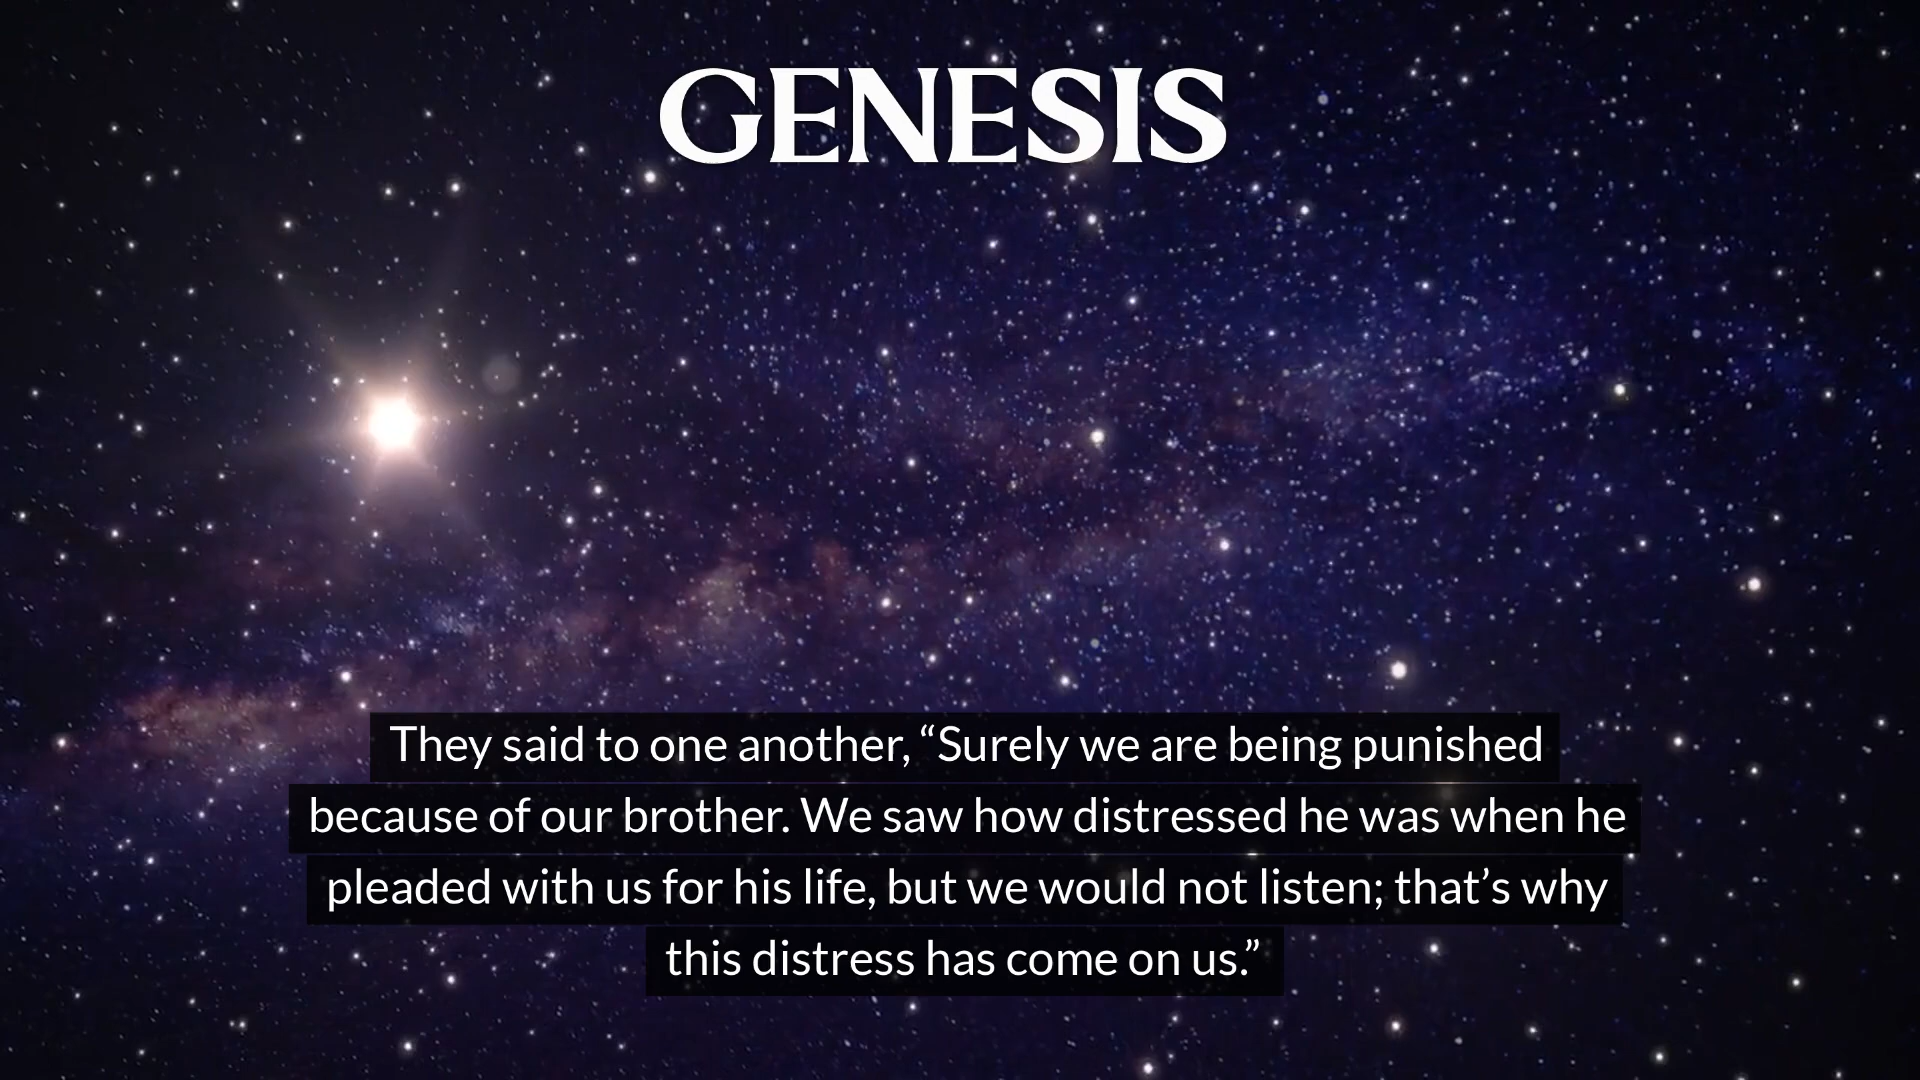 GENESIS
They said to one another, “Surely we are being punished
because of our brother. We saw how distressed he was when he
pleaded with us for his life, but we would not listen; that’s why
this distress has come on us.”